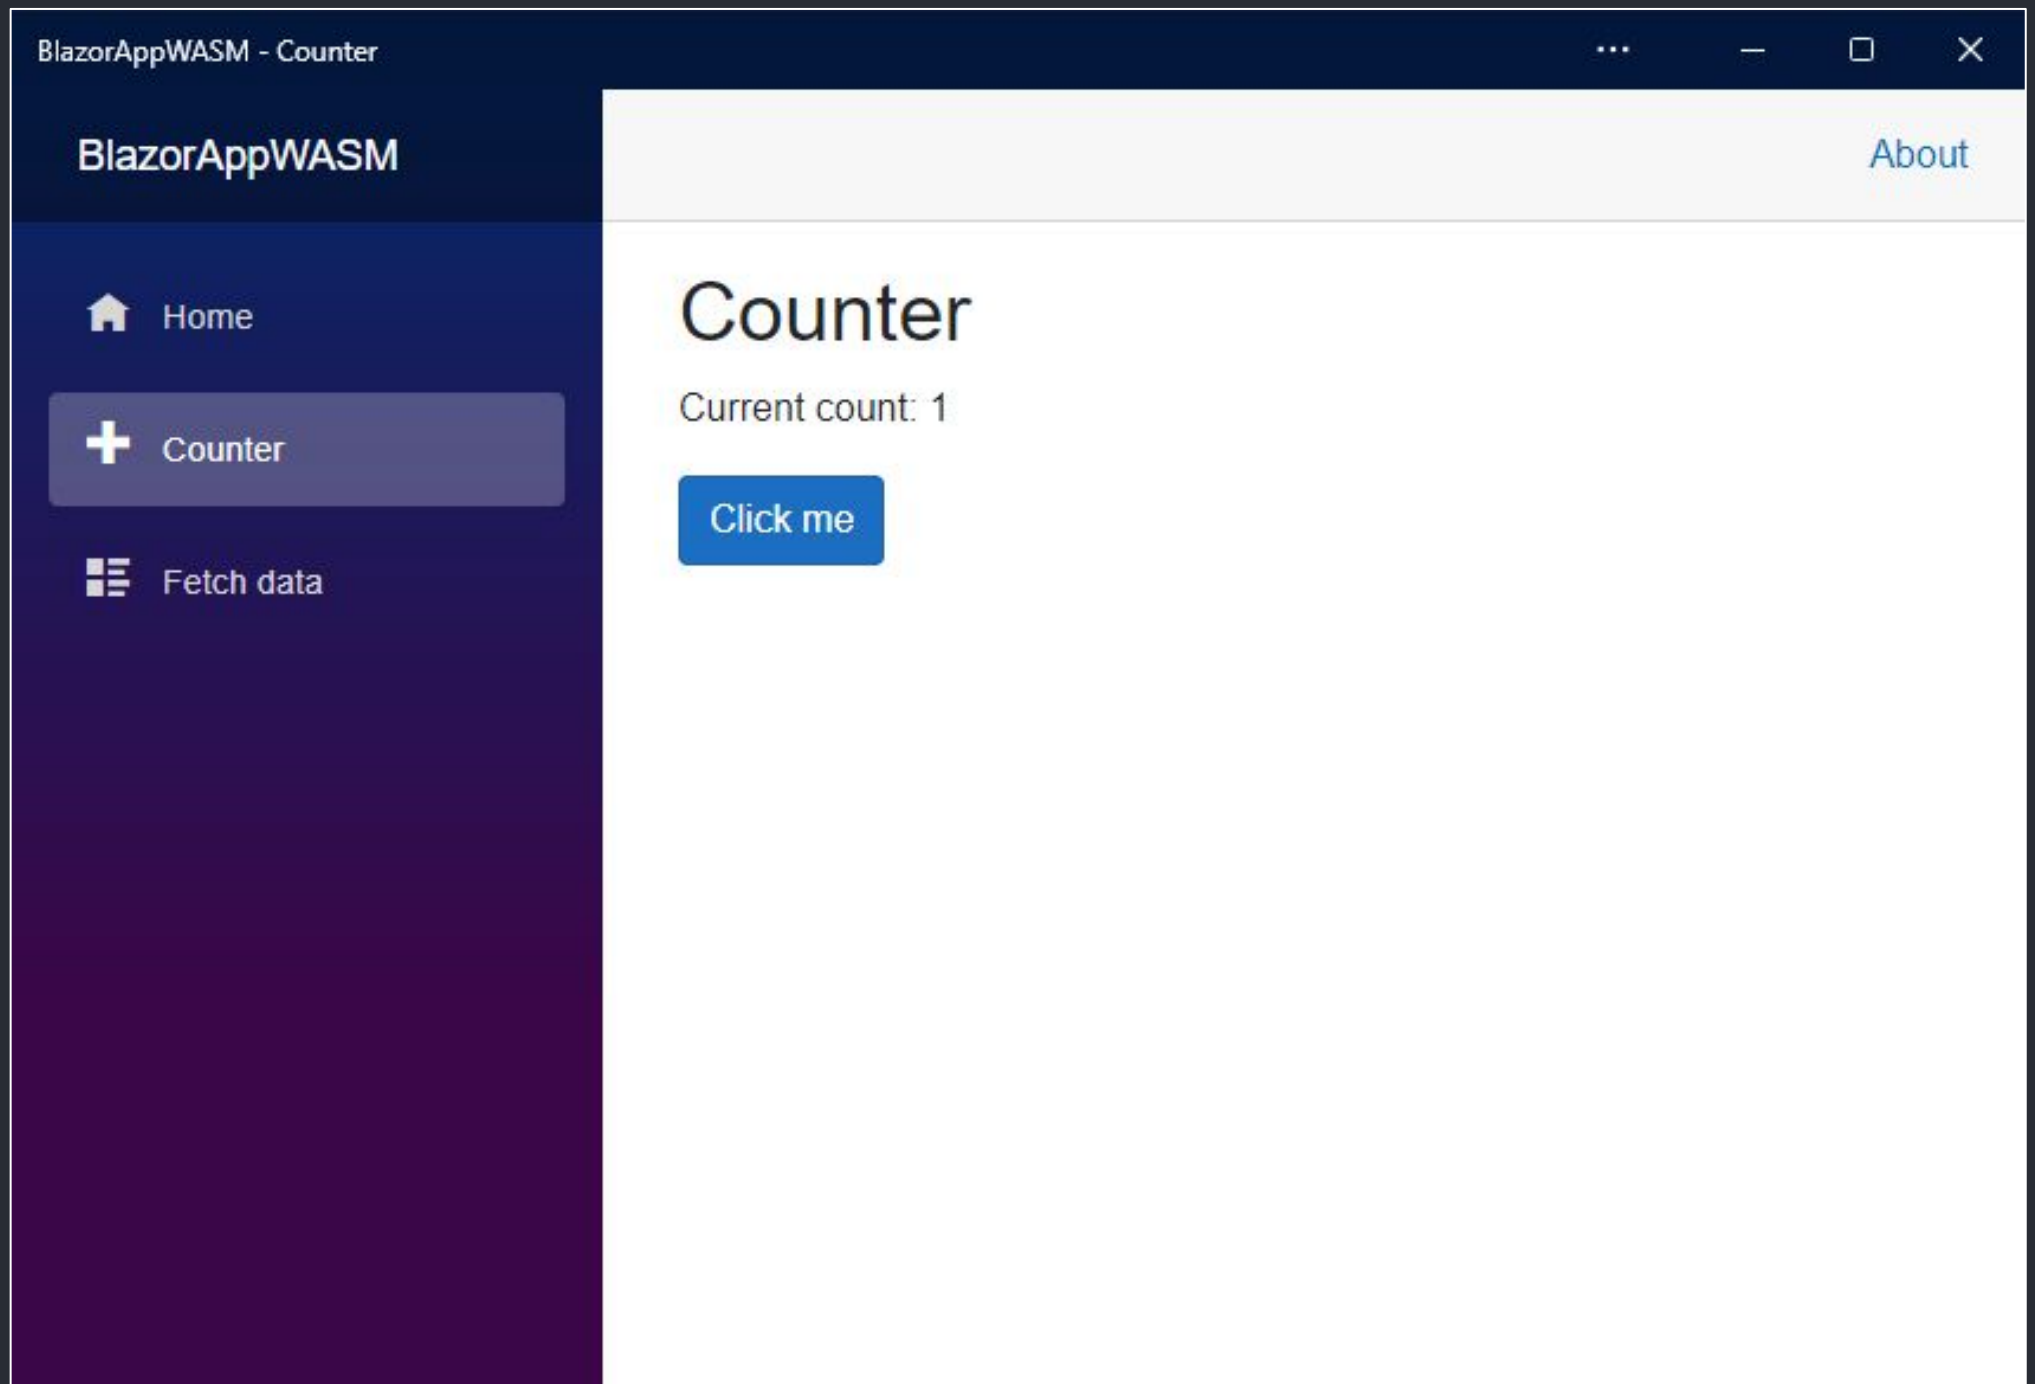 BlazorAppWASM - Counter
BlazorAppWASM
About
Home
Counter
Fetch data
Counter
Current count: 1
Click me